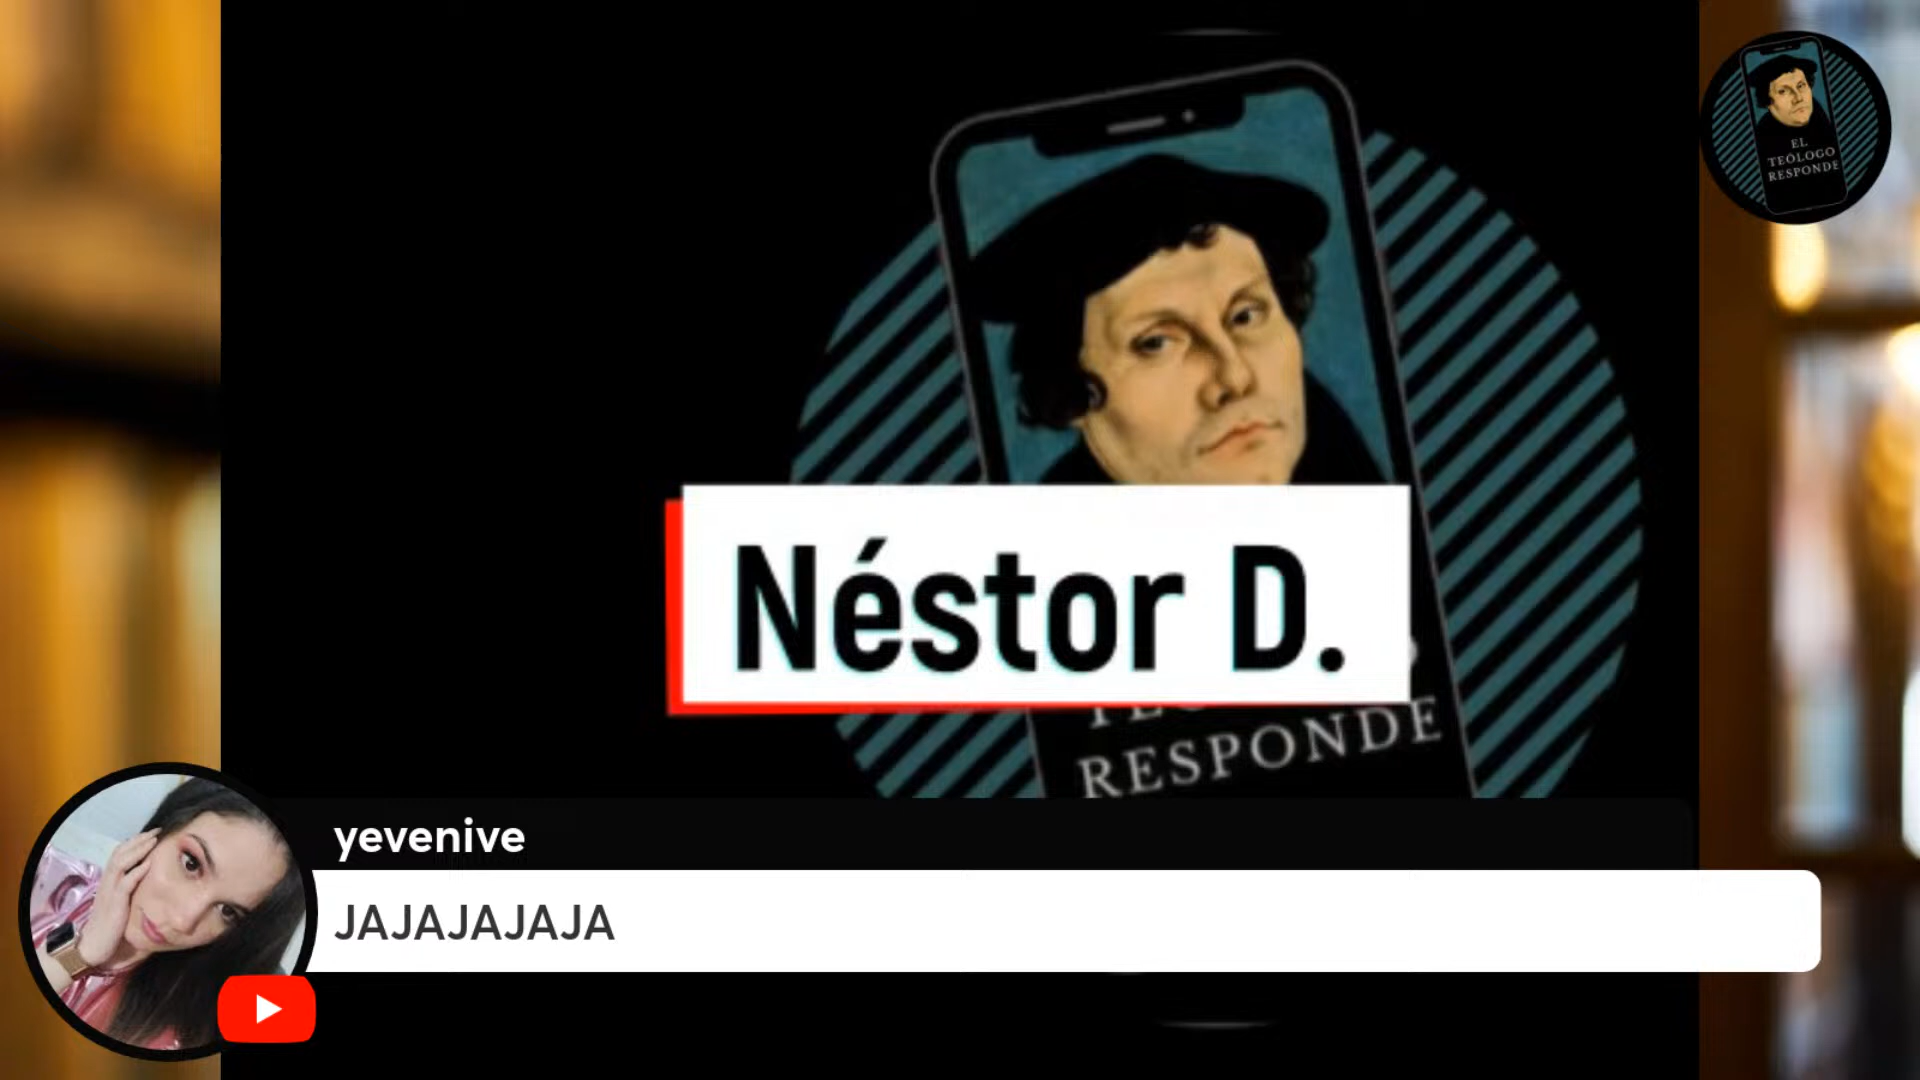 EL
TEÓLOGO
RESPONDE
Néstor D.
RESPONDE
yevenive
JAJAJAJAJA